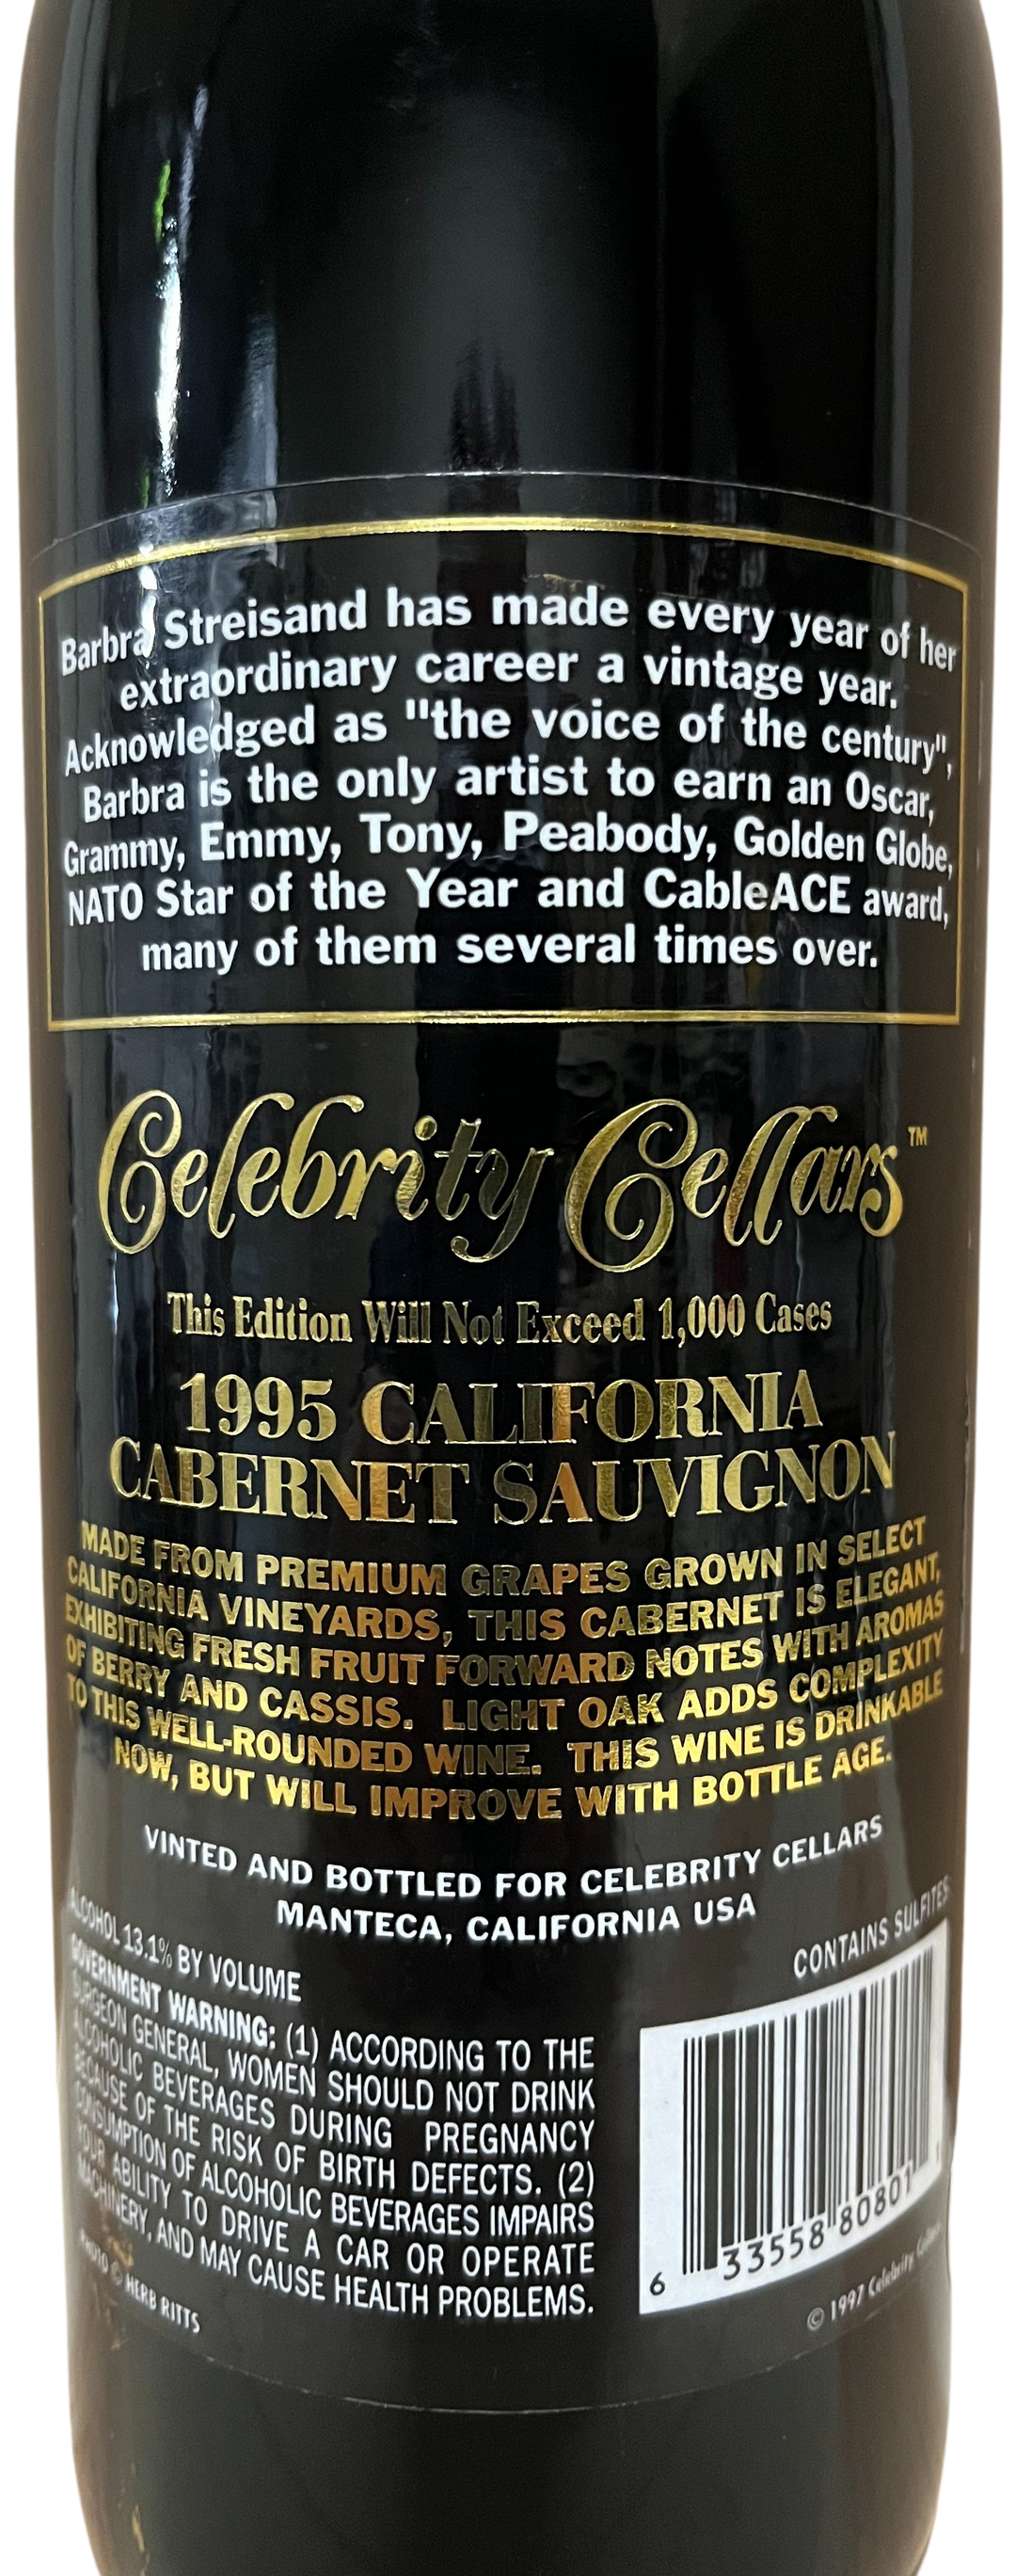 Barbra Streisand has made every year of her
extraordinary career a vintage year.
Acknowledged as "the voice of the century",
Barbra is the only artist to earn an Oscar,
Grammy, Emmy, Tony, Peabody, Golden Globe,
NATO Star of the Year and CableACE award,
many of them several times over.
Celebrity Cellars™
This Edition Will Not Exceed 1,000 Cases
1995 CALIFORNIA
CABERNET SAUVIGNON
MADE FROM PREMIUM GRAPES GROWN IN SELECT
CALIFORNIA VINEYARDS, THIS CABERNET IS ELEGANT,
EXHIBITING FRESH FRUIT FORWARD NOTES WITH AROMAS
OF BERRY AND CASSIS. LIGHT OAK ADDS COMPLEXITY
TO THIS WELL-ROUNDED WINE. THIS WINE IS DRINKABLE
NOW, BUT WILL IMPROVE WITH BOTTLE AGE.
VINTED AND BOTTLED FOR CELEBRITY CELLARS
MANTECA, CALIFORNIA USA
ALCOHOL 13.1% BY VOLUME
CONTAINS SULFITES
GOVERNMENT WARNING: (1) ACCORDING TO THE
SURGEON GENERAL, WOMEN SHOULD NOT DRINK
ALCOHOLIC BEVERAGES DURING PREGNANCY
BECAUSE OF THE RISK OF BIRTH DEFECTS. (2)
CONSUMPTION OF ALCOHOLIC BEVERAGES IMPAIRS
YOUR ABILITY TO DRIVE A CAR OR OPERATE
MACHINERY, AND MAY CAUSE HEALTH PROBLEMS.
6 33558 80801
PHOTO © HERB RITTS
© 1997 Celebrity Cellars